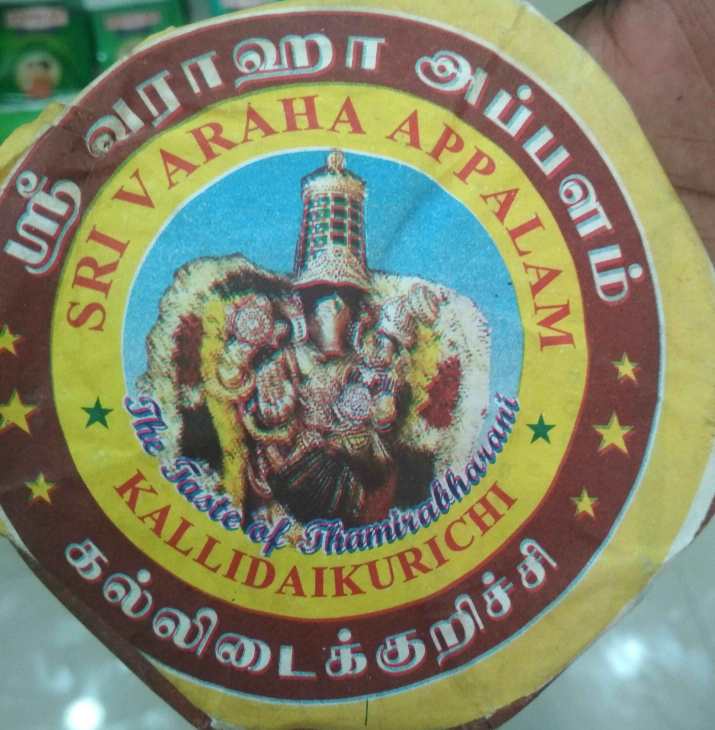 ஸ்ரீ வராஹா அப்பளம்
SRI VARAHA APPALAM
The Taste of Thamirabharani
KALLIDAIKURICHI
கல்லிடைக்குறிச்சி